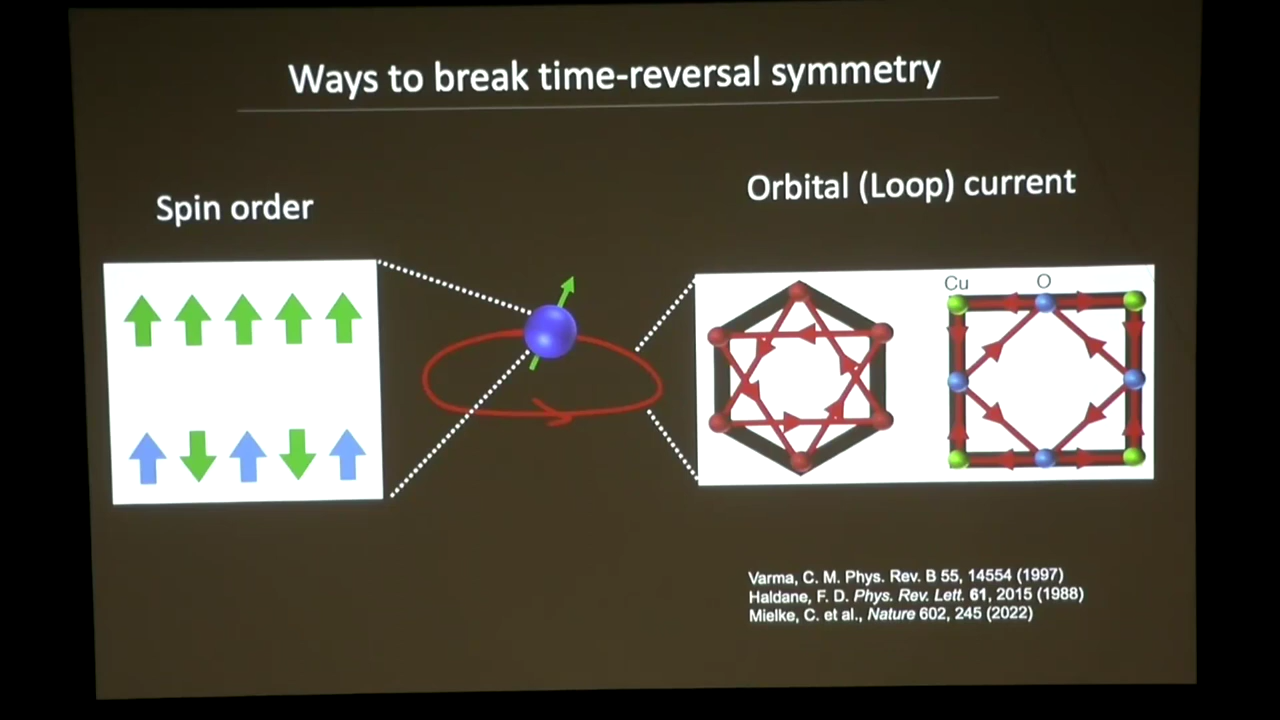 Ways to break time-reversal symmetry
Spin order
Orbital (Loop) current
Cu
O
Varma, C. M. Phys. Rev. B 55, 14554 (1997)
Haldane, F. D. Phys. Rev. Lett. 61, 2015 (1988)
Mielke, C. et al., Nature 602, 245 (2022)